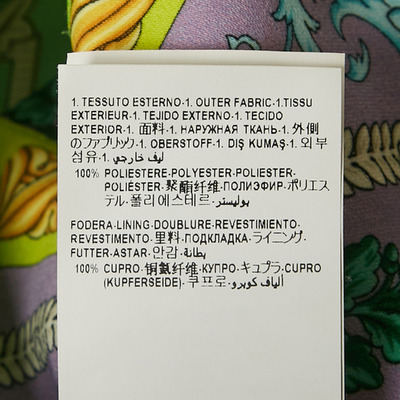 1. TESSUTO ESTERNO·1. OUTER FABRIC·1.TISSU
EXTERIEUR·1. TEJIDO EXTERNO·1. TECIDO
EXTERIOR·1. 面料·1. НАРУЖНАЯ ТКАНЬ·1. 外側
のファブリック·1. OBERSTOFF·1. DIŞ KUMAŞ·1. 외부
섬유·1. ليف خارجي
100% POLIESTERE·POLYESTER·POLIESTER·
POLIÉSTER·聚酯纤维·ПОЛИЭФИР·ポリエス
テル·폴리에스테르·بوليستر
FODERA·LINING·DOUBLURE·REVESTIMIENTO·
REVESTIMENTO·里料·ПОДКЛАДКА·ライニング·
FUTTER·ASTAR·안감·بطانة
100% CUPRO·铜氨纤维·КУПРО·キュプラ·CUPRO
(KUPFERSEIDE)·쿠프로·ألياف كوبرو